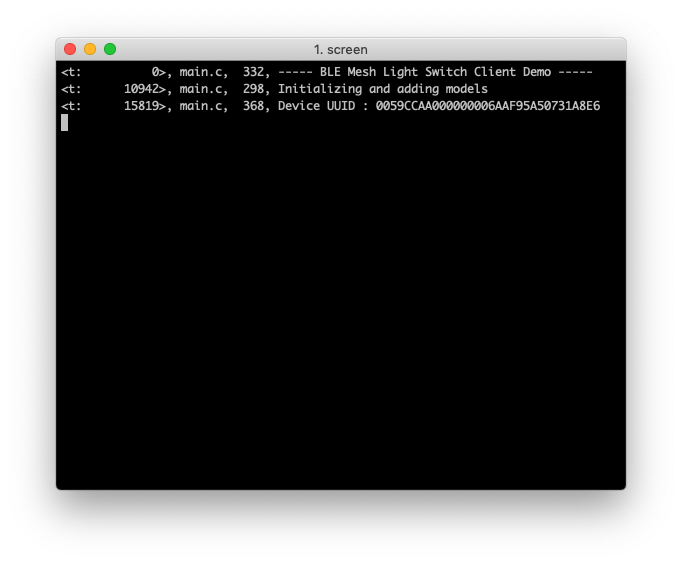 1. screen
<t:          0>, main.c,  332, ----- BLE Mesh Light Switch Client Demo -----
<t:      10942>, main.c,  298, Initializing and adding models
<t:      15819>, main.c,  368, Device UUID : 0059CCAA000000006AAF95A50731A8E6